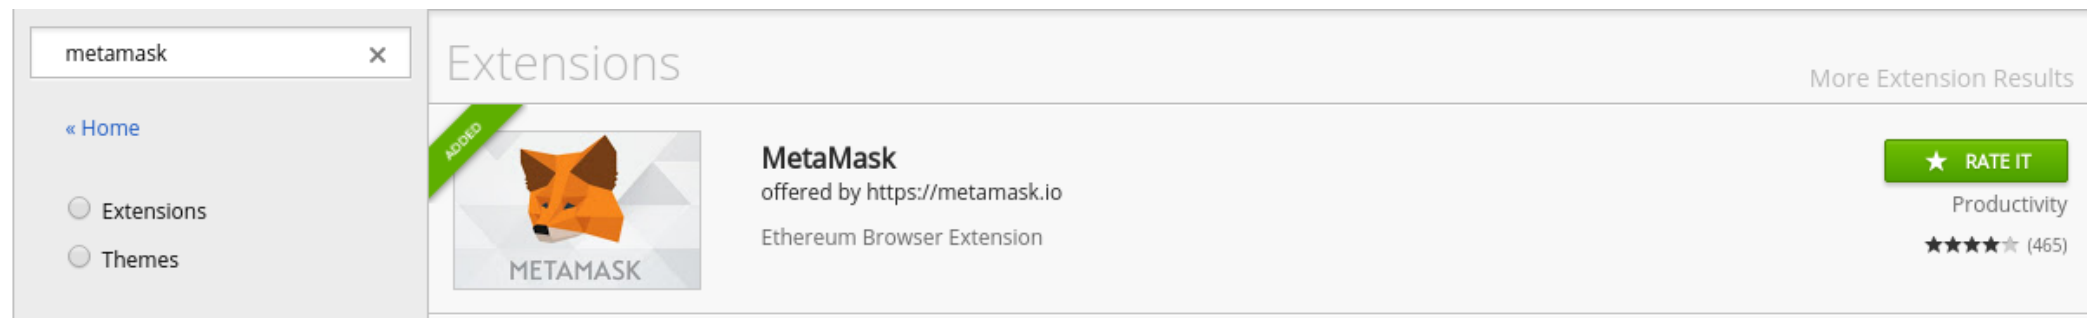 metamask
« Home
Extensions
Themes
Extensions
More Extension Results
ADDED
METAMASK
MetaMask
offered by https://metamask.io
Ethereum Browser Extension
RATE IT
Productivity
(465)